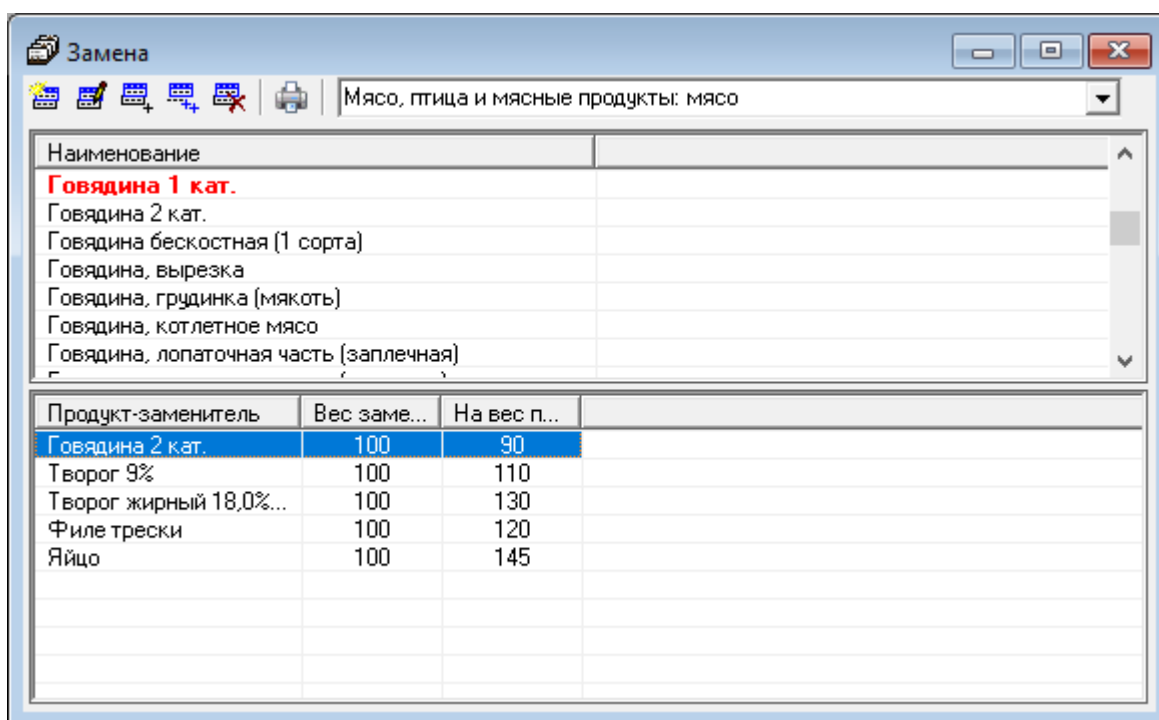 Замена
Мясо, птица и мясные продукты: мясо
Наименование
Говядина 1 кат.
Говядина 2 кат.
Говядина бескостная (1 сорта)
Говядина, вырезка
Говядина, грудинка (мякоть)
Говядина, котлетное мясо
Говядина, лопаточная часть (заплечная)
Продукт-заменитель Вес заме... На вес п...
Говядина 2 кат. 100 90
Творог 9% 100 110
Творог жирный 18,0%... 100 130
Филе трески 100 120
Яйцо 100 145